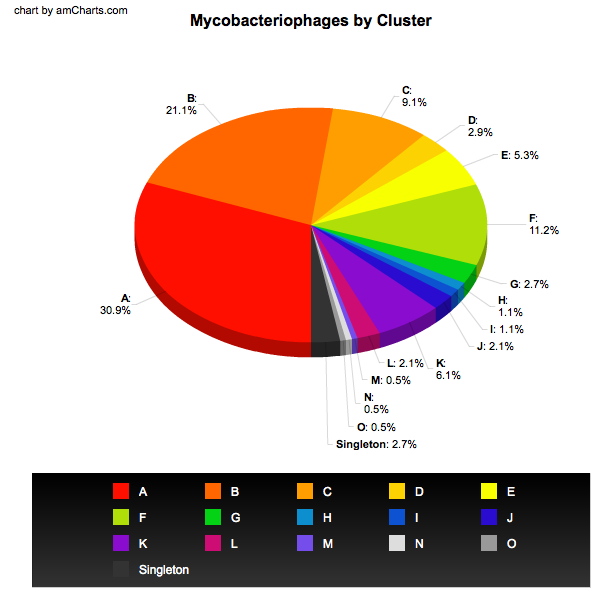 chart by amCharts.com
Mycobacteriophages by Cluster
C:
9.1%
B:
21.1%
D:
2.9%
E: 5.3%
F:
11.2%
G: 2.7%
A:
30.9%
H:
1.1%
I: 1.1%
J: 2.1%
L: 2.1%
K:
6.1%
M: 0.5%
N:
0.5%
O: 0.5%
Singleton: 2.7%
A B C D E
F G H I J
K L M N O
Singleton